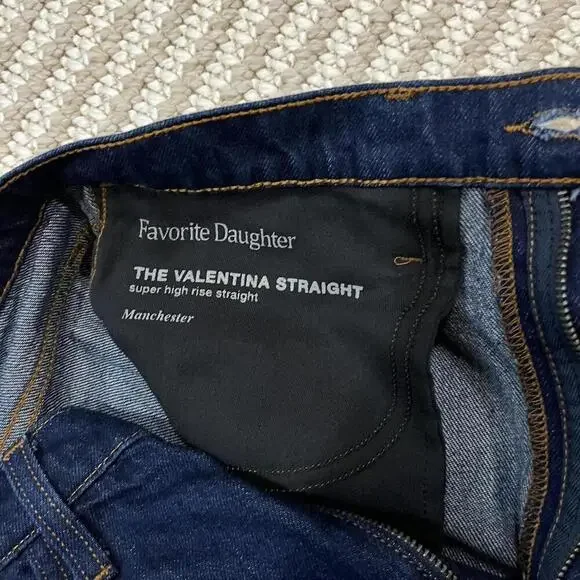 Favorite Daughter
THE VALENTINA STRAIGHT
super high rise straight
Manchester